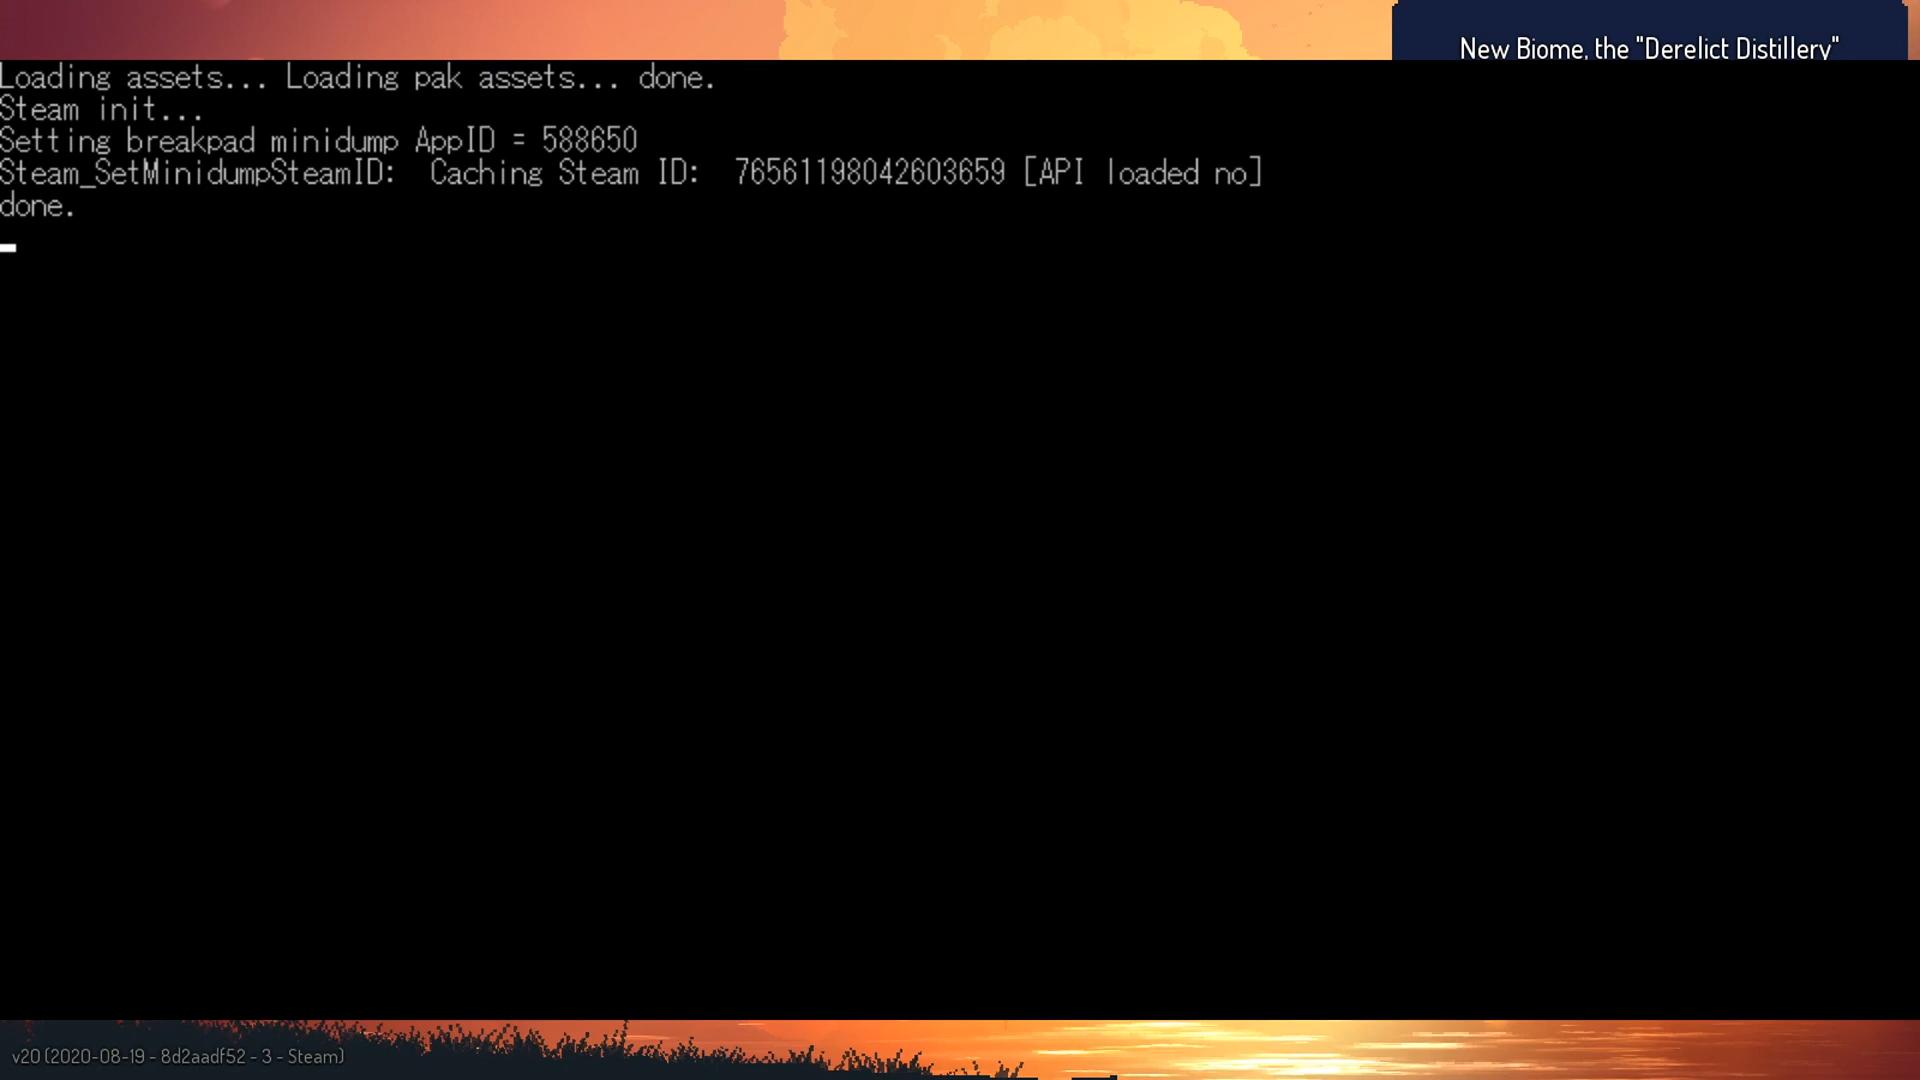 New Biome, the "Derelict Distillery"
Loading assets... Loading pak assets... done.
Steam init...
Setting breakpad minidump AppID = 588650
Steam_SetMinidumpSteamID:  Caching Steam ID:  76561198042603659 [API loaded no]
done.
v20 (2020-08-19 - 8d2aadf52 - 3 - Steam)